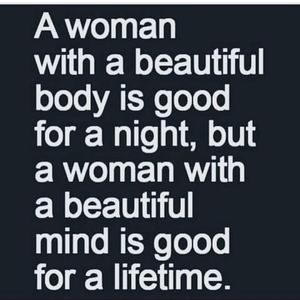 A woman
with a beautiful
body is good
for a night, but
a woman with
a beautiful
mind is good
for a lifetime.